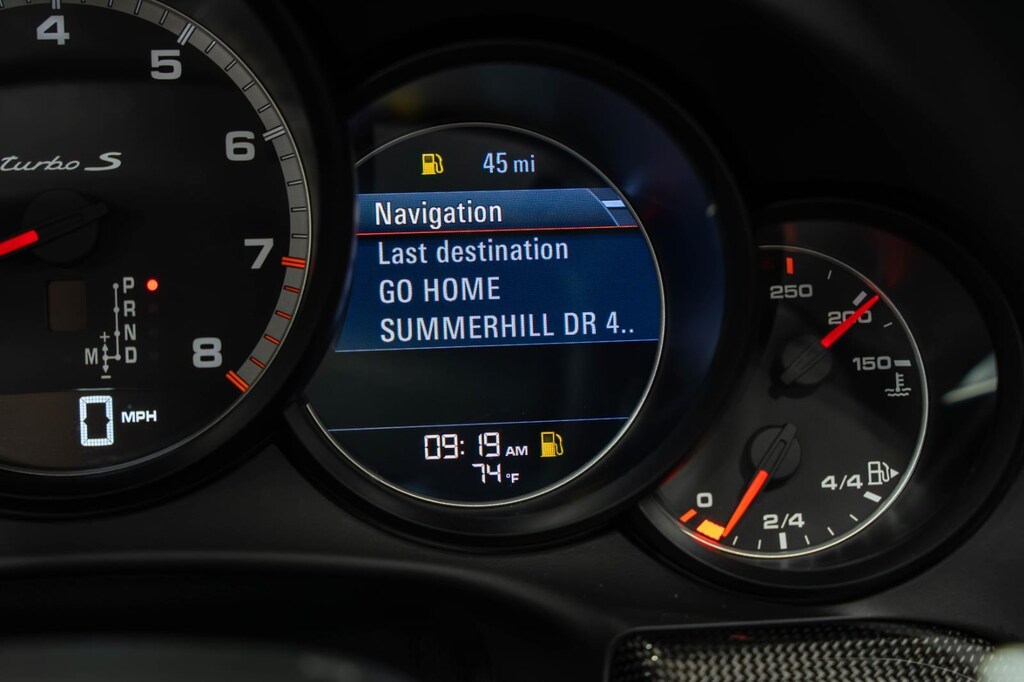 4
5
6
7
8
turbo S
P
R
N
M D
+
-
0 MPH
45 mi
Navigation
Last destination
GO HOME
SUMMERHILL DR 4..
09:19 AM
74 °F
250
200
150
0
2/4
4/4